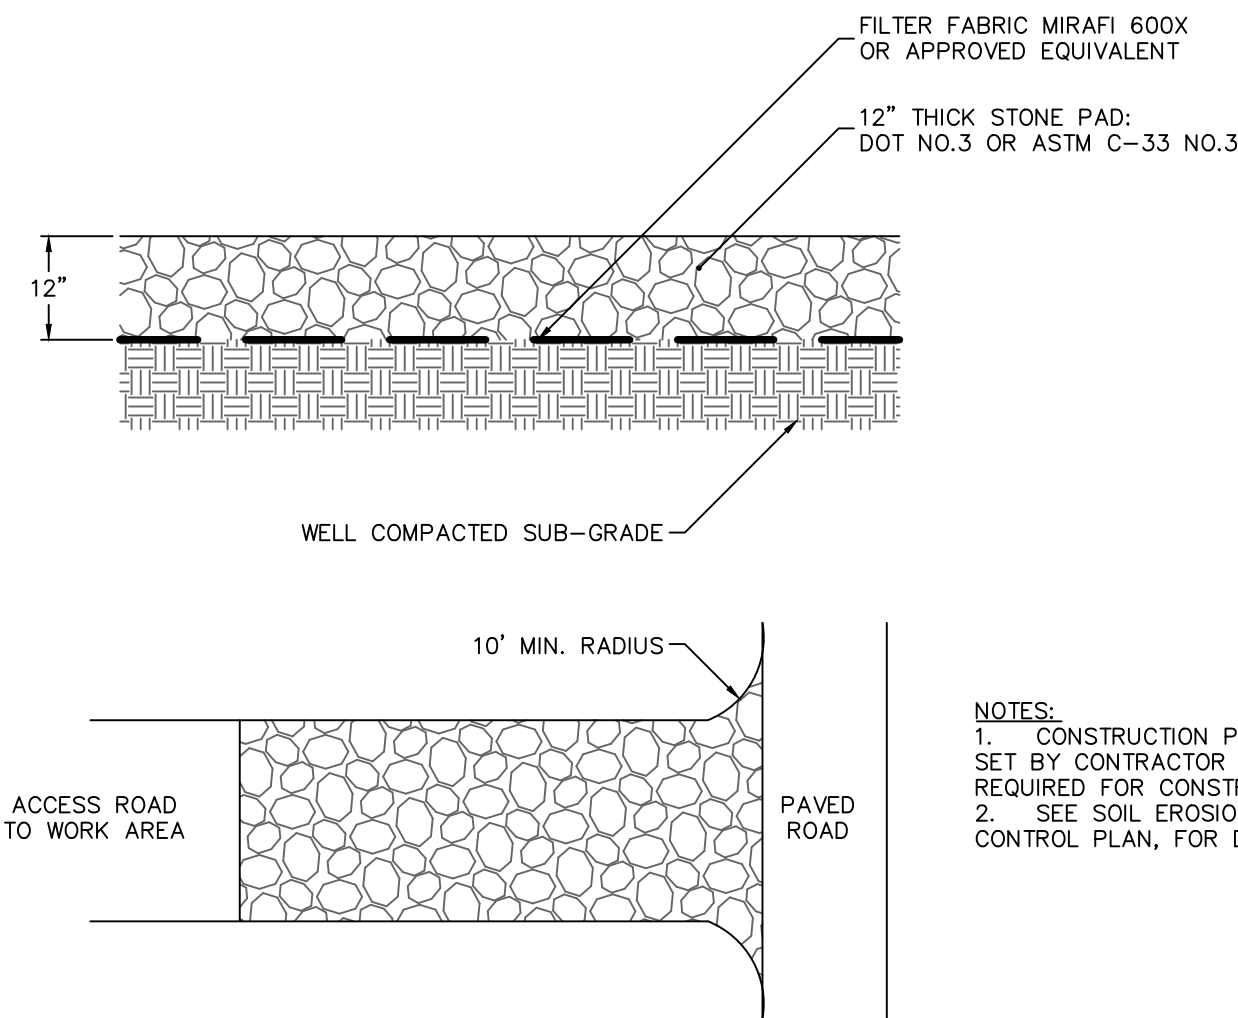 FILTER FABRIC MIRAFI 600X
OR APPROVED EQUIVALENT
12” THICK STONE PAD:
DOT NO.3 OR ASTM C–33 NO.3
12”
WELL COMPACTED SUB–GRADE
10’ MIN. RADIUS
ACCESS ROAD
TO WORK AREA
PAVED
ROAD
NOTES:
1. CONSTRUCTION
SET BY CONTRACTOR
REQUIRED FOR
2. SEE SOIL
CONTROL PLAN, FOR